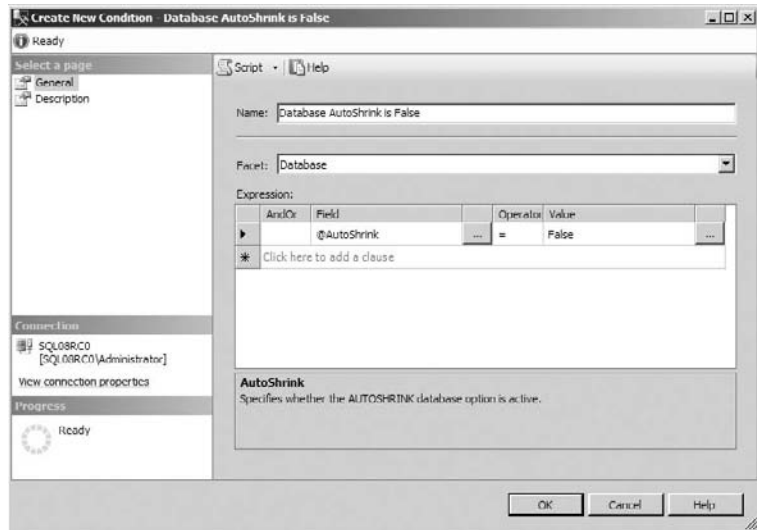 Create New Condition - Database AutoShrink is False
Ready
Select a page
General
Description
Script
Help
Name: Database AutoShrink is False
Facet: Database
Expression:
AndOr Field Operator Value
@AutoShrink ... = False ...
Click here to add a clause
Connection
SQL08RC0
[SQL08RC0\Administrator]
View connection properties
Progress
Ready
AutoShrink
Specifies whether the AUTOSHRINK database option is active.
OK Cancel Help